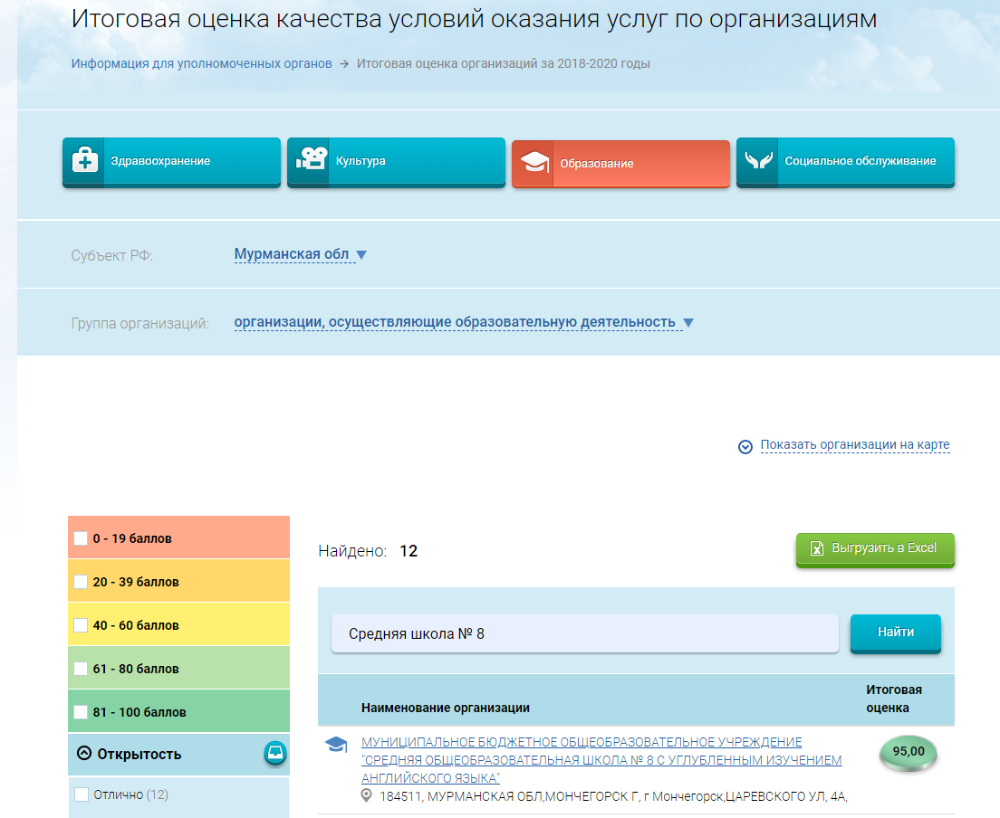 Итоговая оценка качества условий оказания услуг по организациям
Информация для уполномоченных органов → Итоговая оценка организаций за 2018-2020 годы
Здравоохранение
Культура
Образование
Социальное обслуживание
Субъект РФ:
Мурманская обл
Группа организаций:
организации, осуществляющие образовательную деятельность
Показать организации на карте
0 - 19 баллов
20 - 39 баллов
40 - 60 баллов
61 - 80 баллов
81 - 100 баллов
Открытость
Отлично (12)
Найдено: 12
Выгрузить в Excel
Средняя школа № 8
Найти
Наименование организации
Итоговая
оценка
МУНИЦИПАЛЬНОЕ БЮДЖЕТНОЕ ОБЩЕОБРАЗОВАТЕЛЬНОЕ УЧРЕЖДЕНИЕ
"СРЕДНЯЯ ОБЩЕОБРАЗОВАТЕЛЬНАЯ ШКОЛА № 8 С УГЛУБЛЕННЫМ ИЗУЧЕНИЕМ
АНГЛИЙСКОГО ЯЗЫКА"
184511, МУРМАНСКАЯ ОБЛ,МОНЧЕГОРСК Г, г Мончегорск,ЦАРЕВСКОГО УЛ, 4А,
95,00